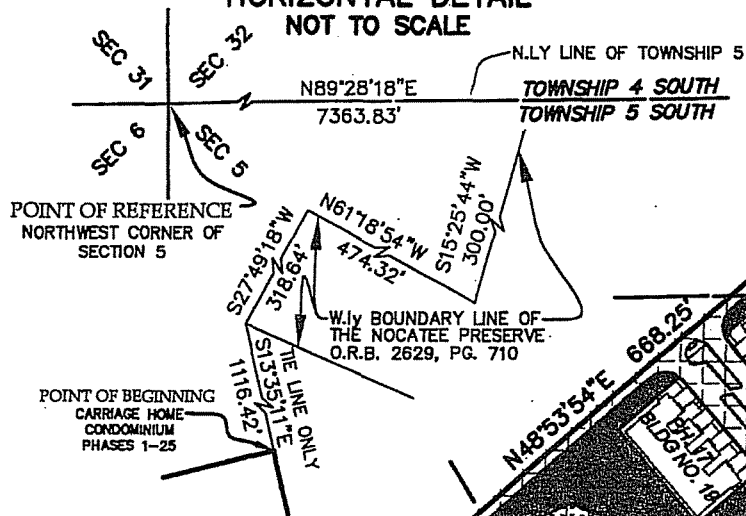 HORIZONTAL DETAIL
NOT TO SCALE
SEC 31
SEC 32
SEC 6
SEC 5
N.LY LINE OF TOWNSHIP 5
N89°28'18"E
7363.83'
TOWNSHIP 4 SOUTH
TOWNSHIP 5 SOUTH
POINT OF REFERENCE
NORTHWEST CORNER OF
SECTION 5
S27°49'18"W
318.64'
N61°18'54"W
474.32'
S15°25'44"W
300.00'
W.ly BOUNDARY LINE OF
THE NOCATEE PRESERVE
O.R.B. 2629, PG. 710
TIE LINE ONLY
S13°35'11"E
1116.42'
POINT OF BEGINNING
CARRIAGE HOME
CONDOMINIUM
PHASES 1-25
N48°53'54"E 668.25'
PH. 17
BLDG NO. 18